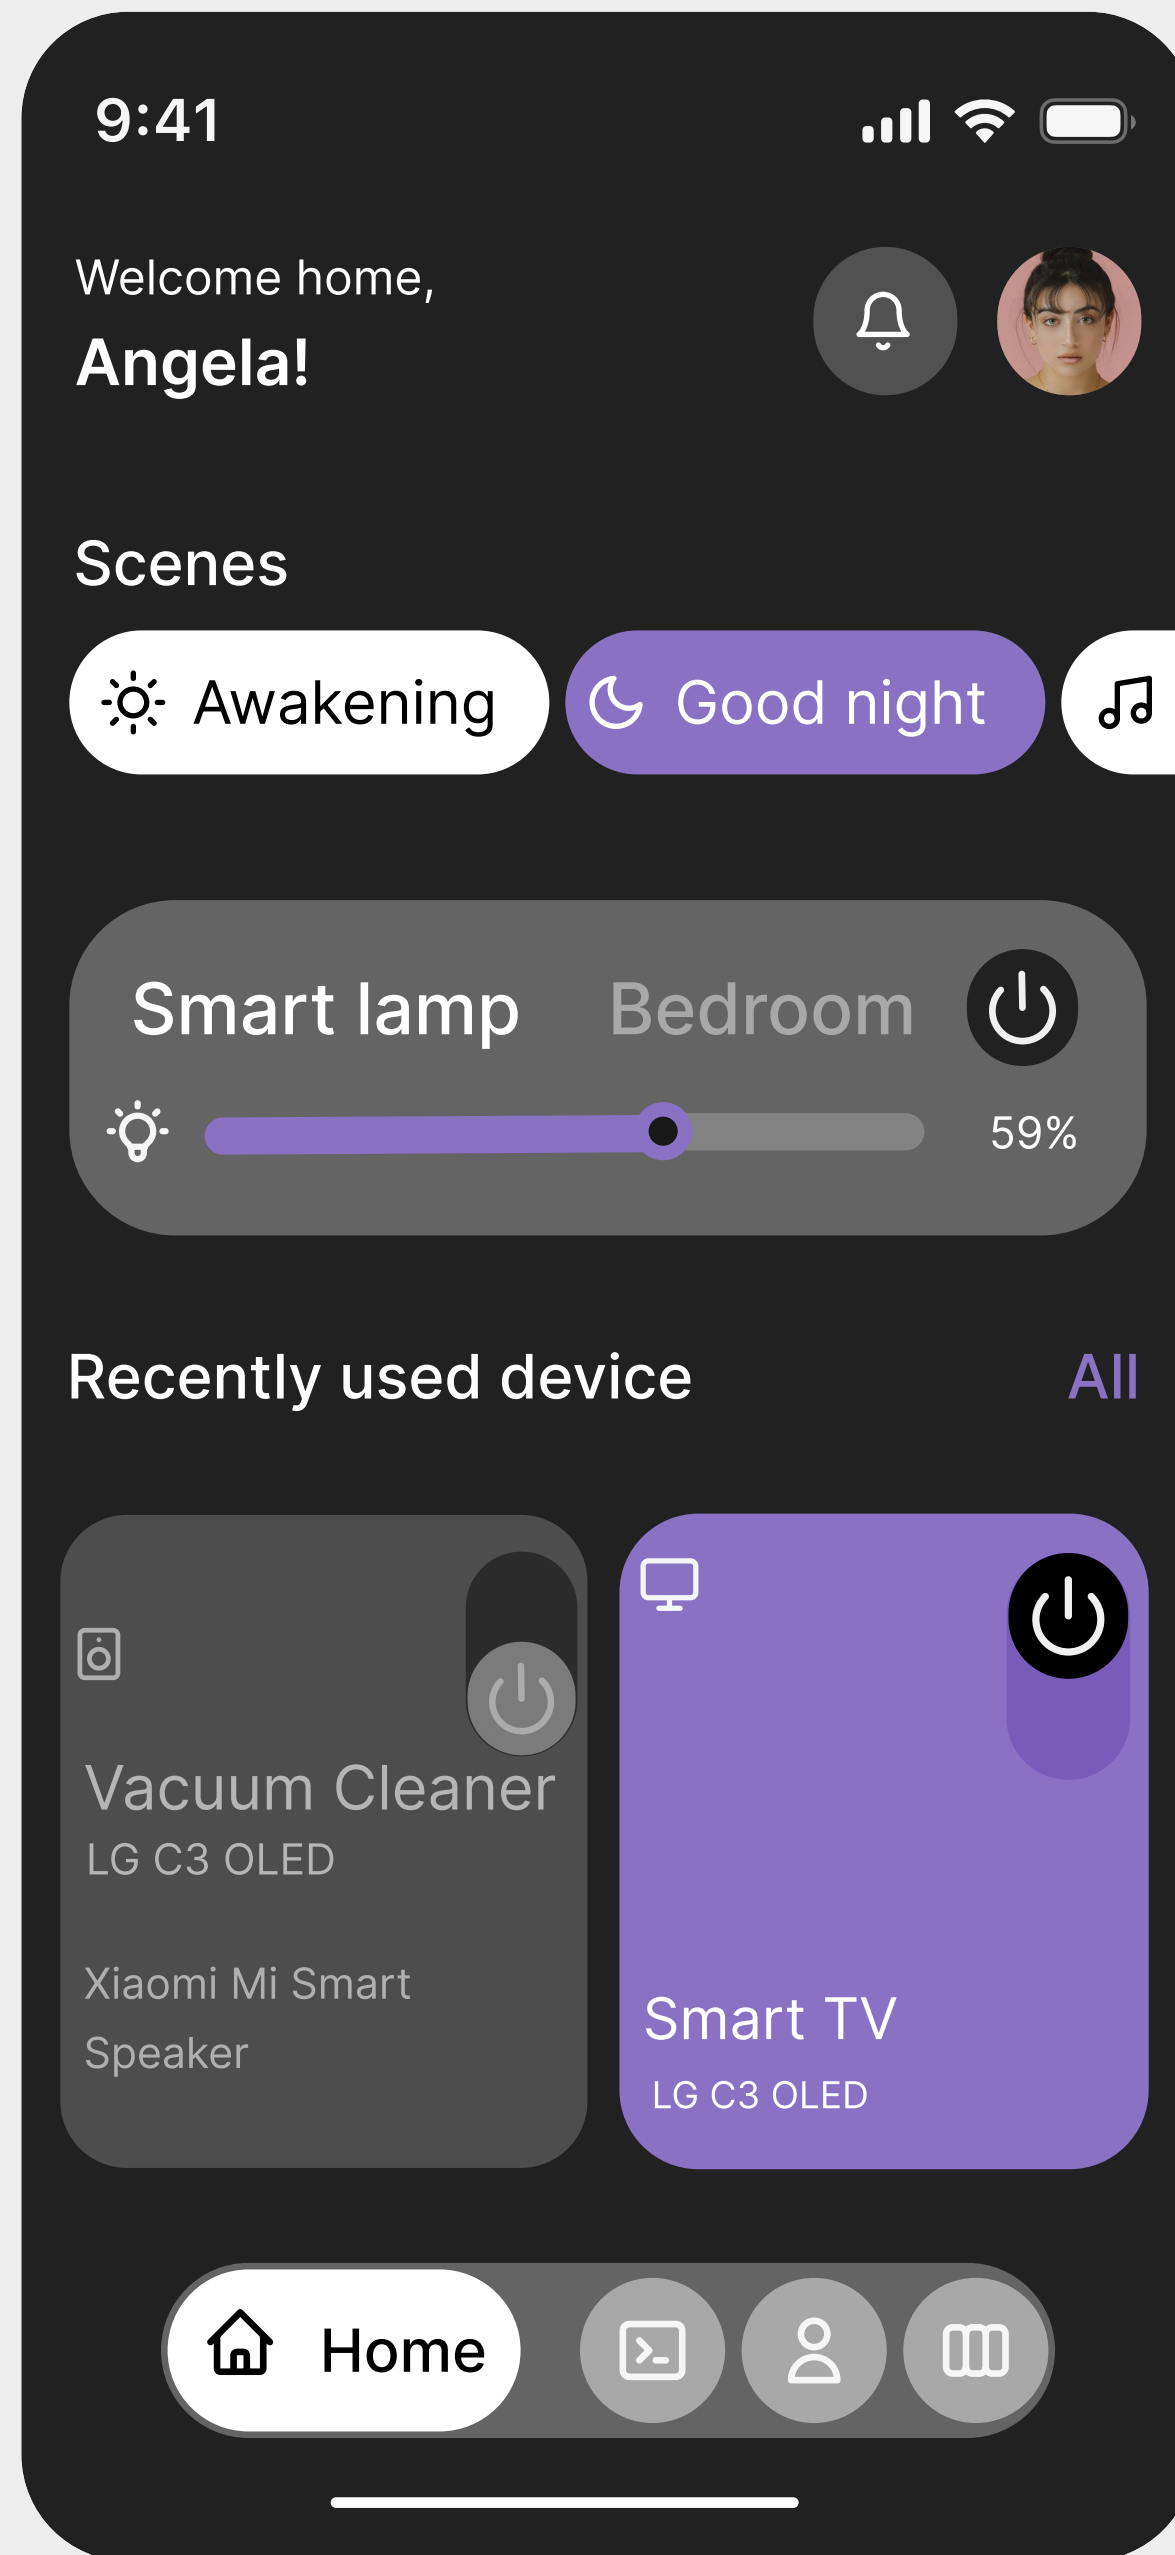 9:41
Welcome home,
Angela!
Scenes
Awakening
Good night
Smart lamp
Bedroom
59%
Recently used device
All
Vacuum Cleaner
LG C3 OLED
Xiaomi Mi Smart
Speaker
Smart TV
LG C3 OLED
Home